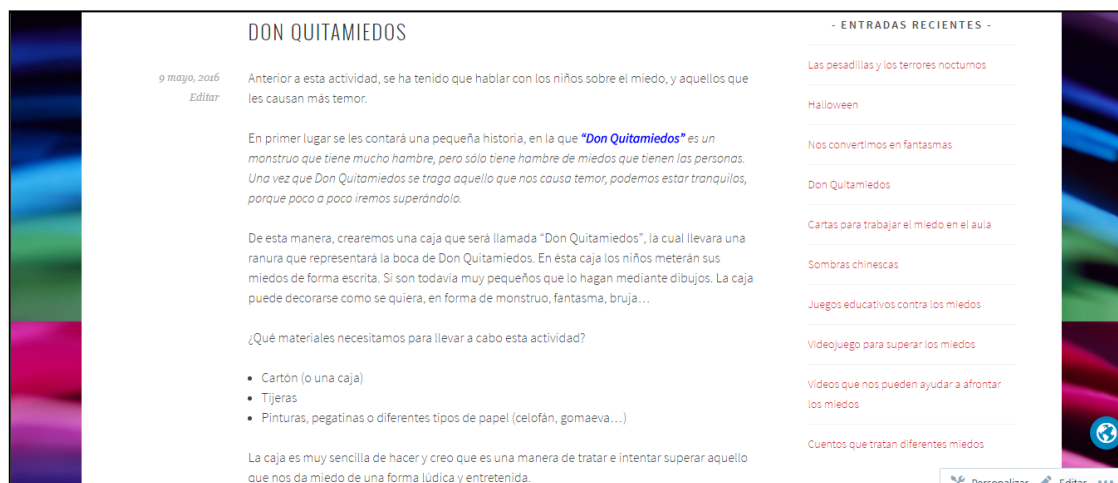 DON QUITAMIEDOS
9 mayo, 2016
Editar
Anterior a esta actividad, se ha tenido que hablar con los niños sobre el miedo, y aquellos que
les causan más temor.
En primer lugar se les contará una pequeña historia, en la que “Don Quitamiedos” es un
monstruo que tiene mucho hambre, pero sólo tiene hambre de miedos que tienen las personas.
Una vez que Don Quitamiedos se traga aquello que nos causa temor, podemos estar tranquilos,
porque poco a poco iremos superándolo.
De esta manera, crearemos una caja que será llamada “Don Quitamiedos”, la cual llevara una
ranura que representará la boca de Don Quitamiedos. En ésta caja los niños meterán sus
miedos de forma escrita. Si son todavía muy pequeños que lo hagan mediante dibujos. La caja
puede decorarse como se quiera, en forma de monstruo, fantasma, bruja…
¿Qué materiales necesitamos para llevar a cabo esta actividad?
• Cartón (o una caja)
• Tijeras
• Pinturas, pegatinas o diferentes tipos de papel (celofán, gomaeva…)
La caja es muy sencilla de hacer y creo que es una manera de tratar e intentar superar aquello
que nos da miedo de una forma lúdica y entretenida.
- ENTRADAS RECIENTES -
Las pesadillas y los terrores nocturnos
Halloween
Nos convertimos en fantasmas
Don Quitamiedos
Cartas para trabajar el miedo en el aula
Sombras chinescas
Juegos educativos contra los miedos
Videojuego para superar los miedos
Vídeos que nos pueden ayudar a afrontar
los miedos
Cuentos que tratan diferentes miedos
Personalizar Editar